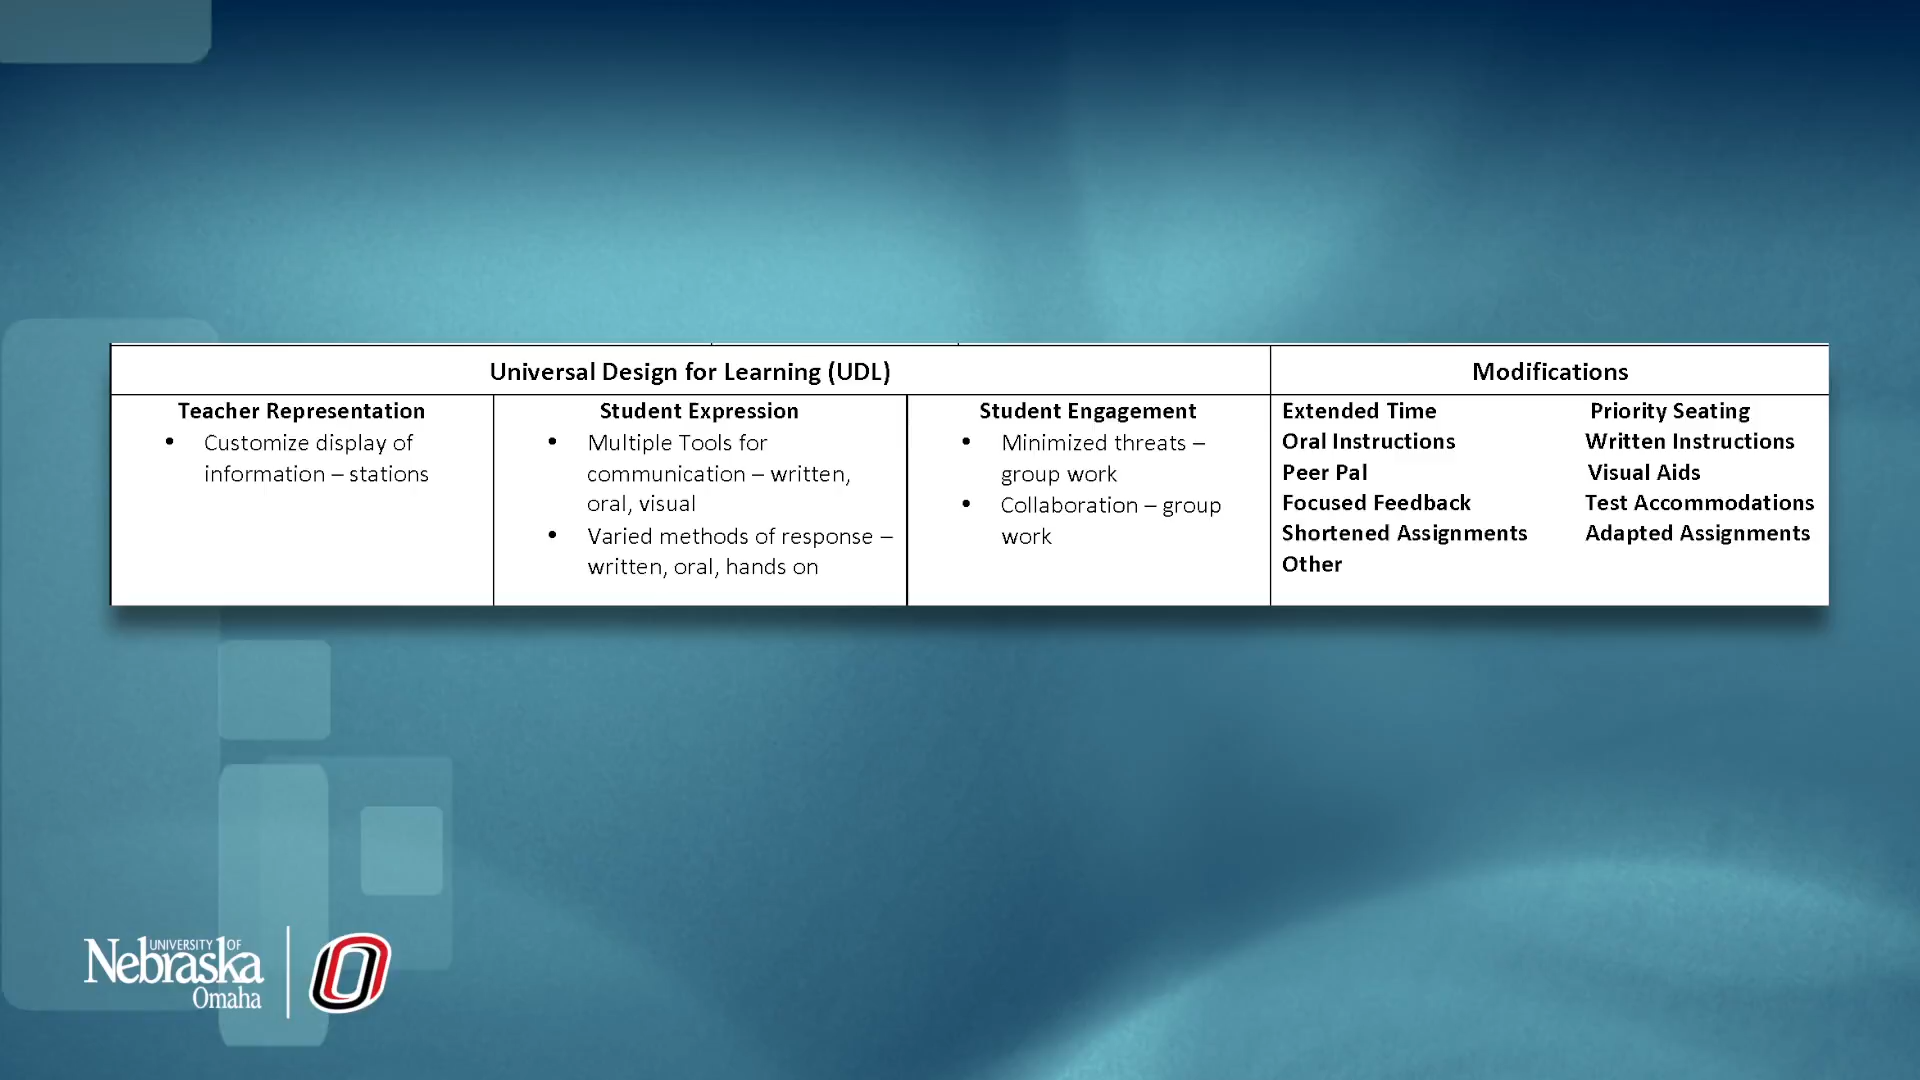 Universal Design for Learning (UDL)
Modifications
Teacher Representation
• Customize display of
information – stations
Student Expression
• Multiple Tools for
communication – written,
oral, visual
• Varied methods of response –
written, oral, hands on
Student Engagement
• Minimized threats –
group work
• Collaboration – group
work
Extended Time Priority Seating
Oral Instructions Written Instructions
Peer Pal Visual Aids
Focused Feedback Test Accommodations
Shortened Assignments Adapted Assignments
Other
UNIVERSITY OF
Nebraska
Omaha
O